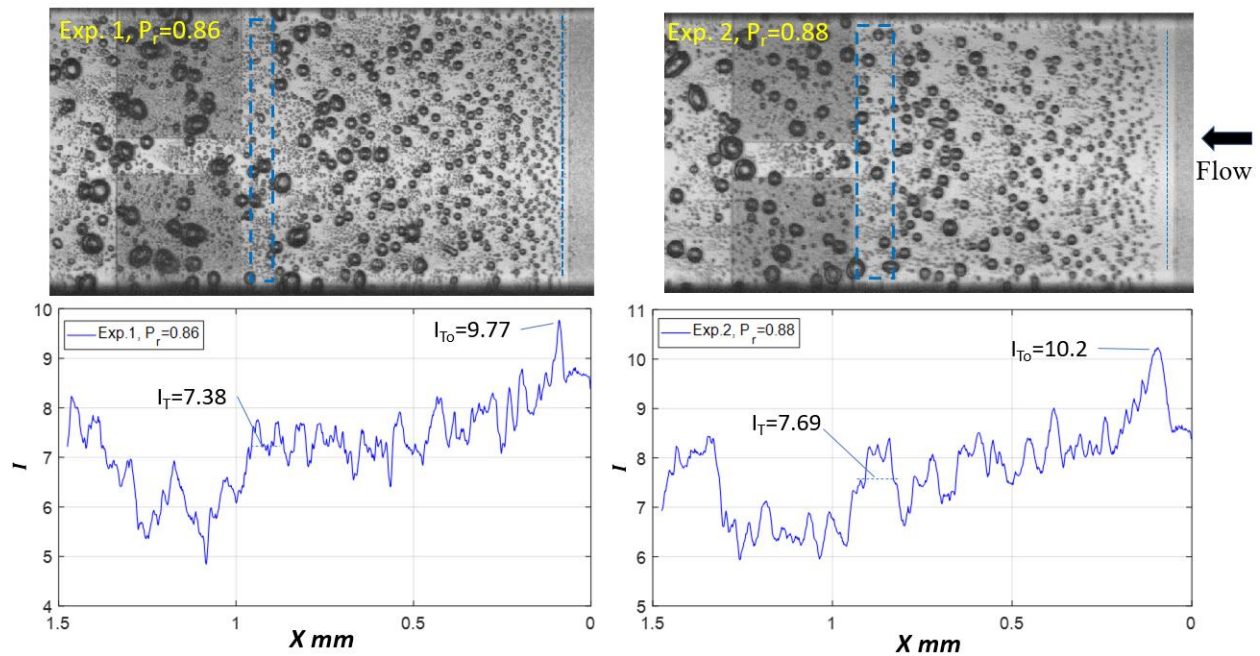 Exp. 1, Pr=0.86
Exp. 2, Pr=0.88
Flow
10
9
8
7
6
5
4
I
Exp.1, Pr=0.86
IT=7.38
ITo=9.77
1.5
1
0.5
0
X mm
11
10
9
8
7
6
5
4
I
Exp.2, Pr=0.88
IT=7.69
ITo=10.2
1.5
1
0.5
0
X mm